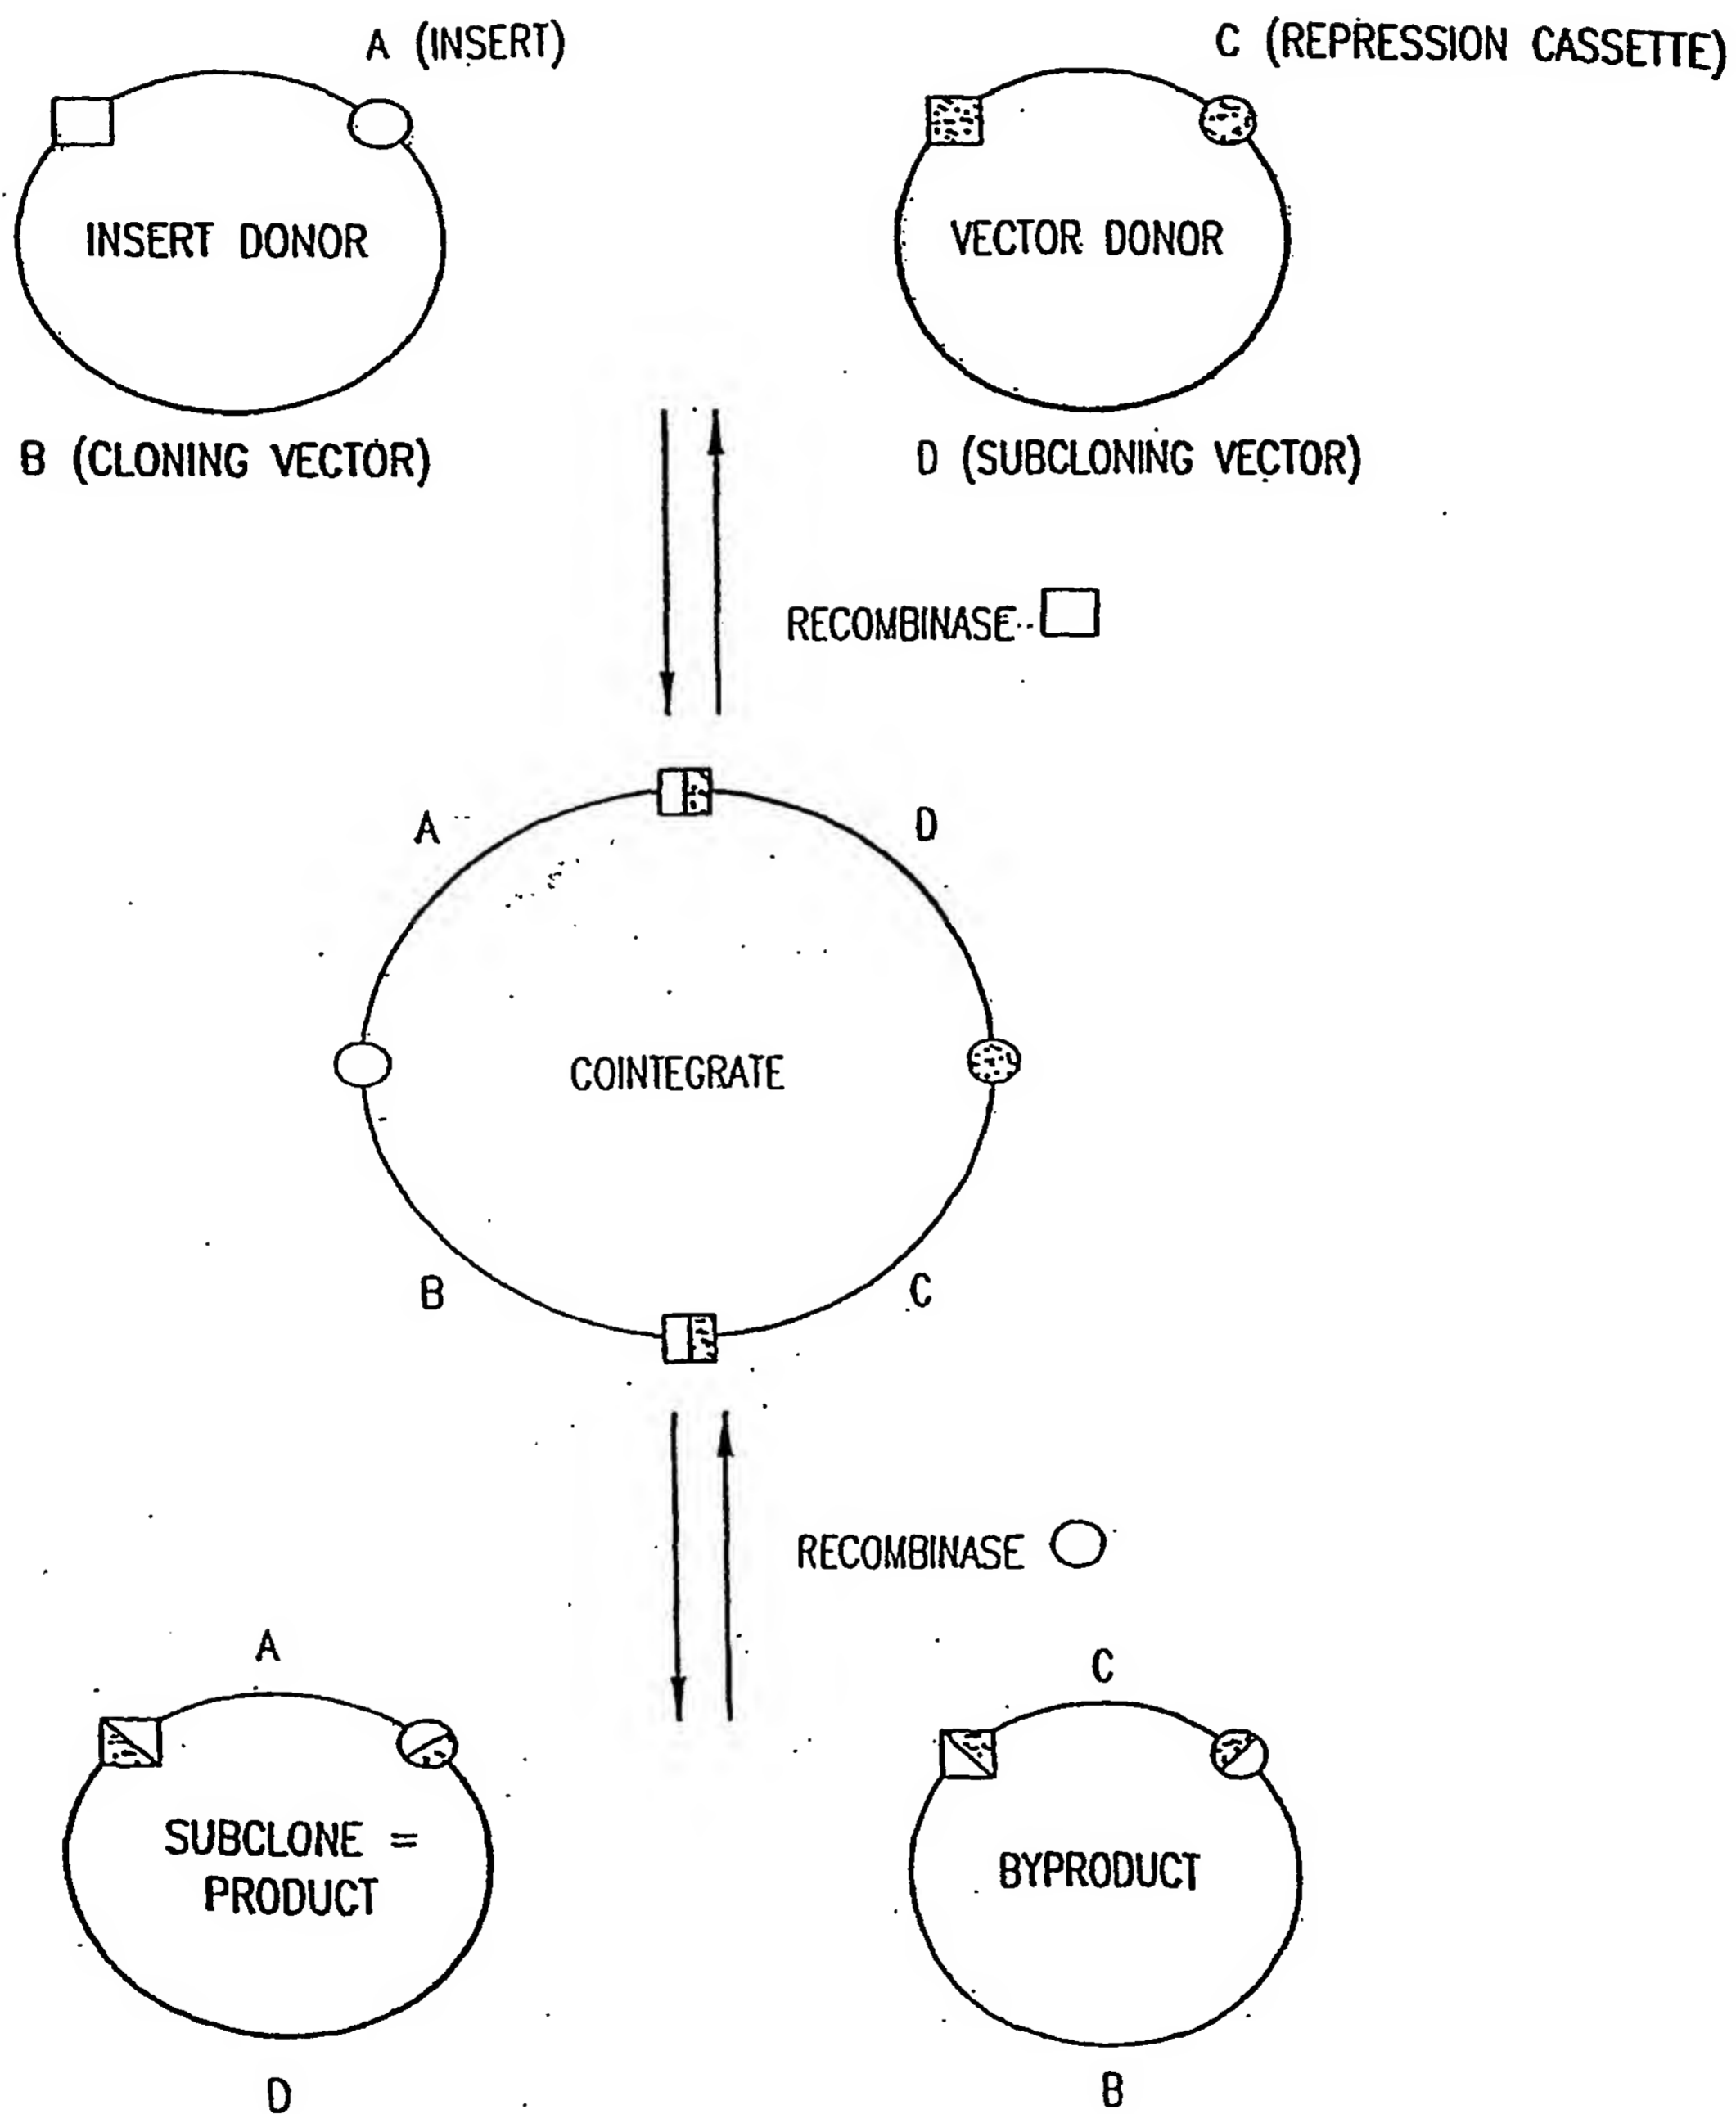 A (INSERT)
C (REPRESSION CASSETTE)
INSERT DONOR
VECTOR DONOR
B (CLONING VECTOR)
D (SUBCLONING VECTOR)
RECOMBINASE
A
D
COINTEGRATE
B
C
RECOMBINASE
A
C
SUBCLONE =
PRODUCT
BYPRODUCT
D
B